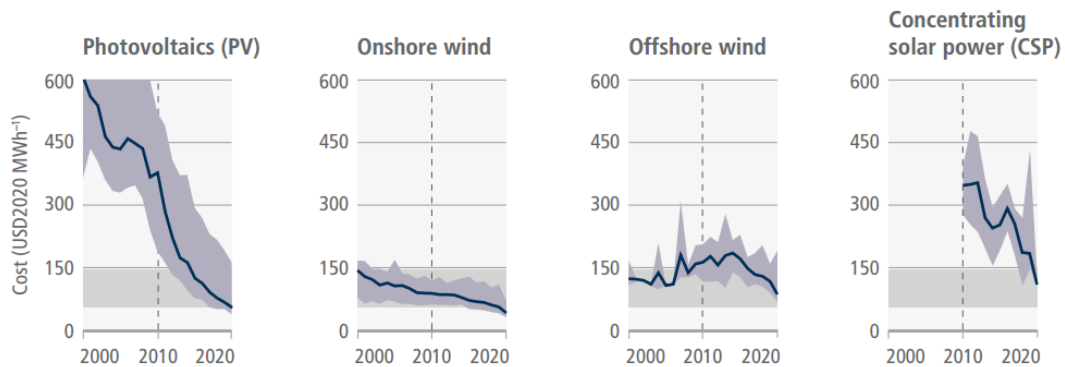 Concentrating
Photovoltaics (PV) Onshore wind Offshore wind solar power (CSP)
Cost (USD2020 MWh⁻¹)
600 600 600 600
450 450 450 450
300 300 300 300
150 150 150 150
0 0 0 0
2000 2010 2020 2000 2010 2020 2000 2010 2020 2000 2010 2020